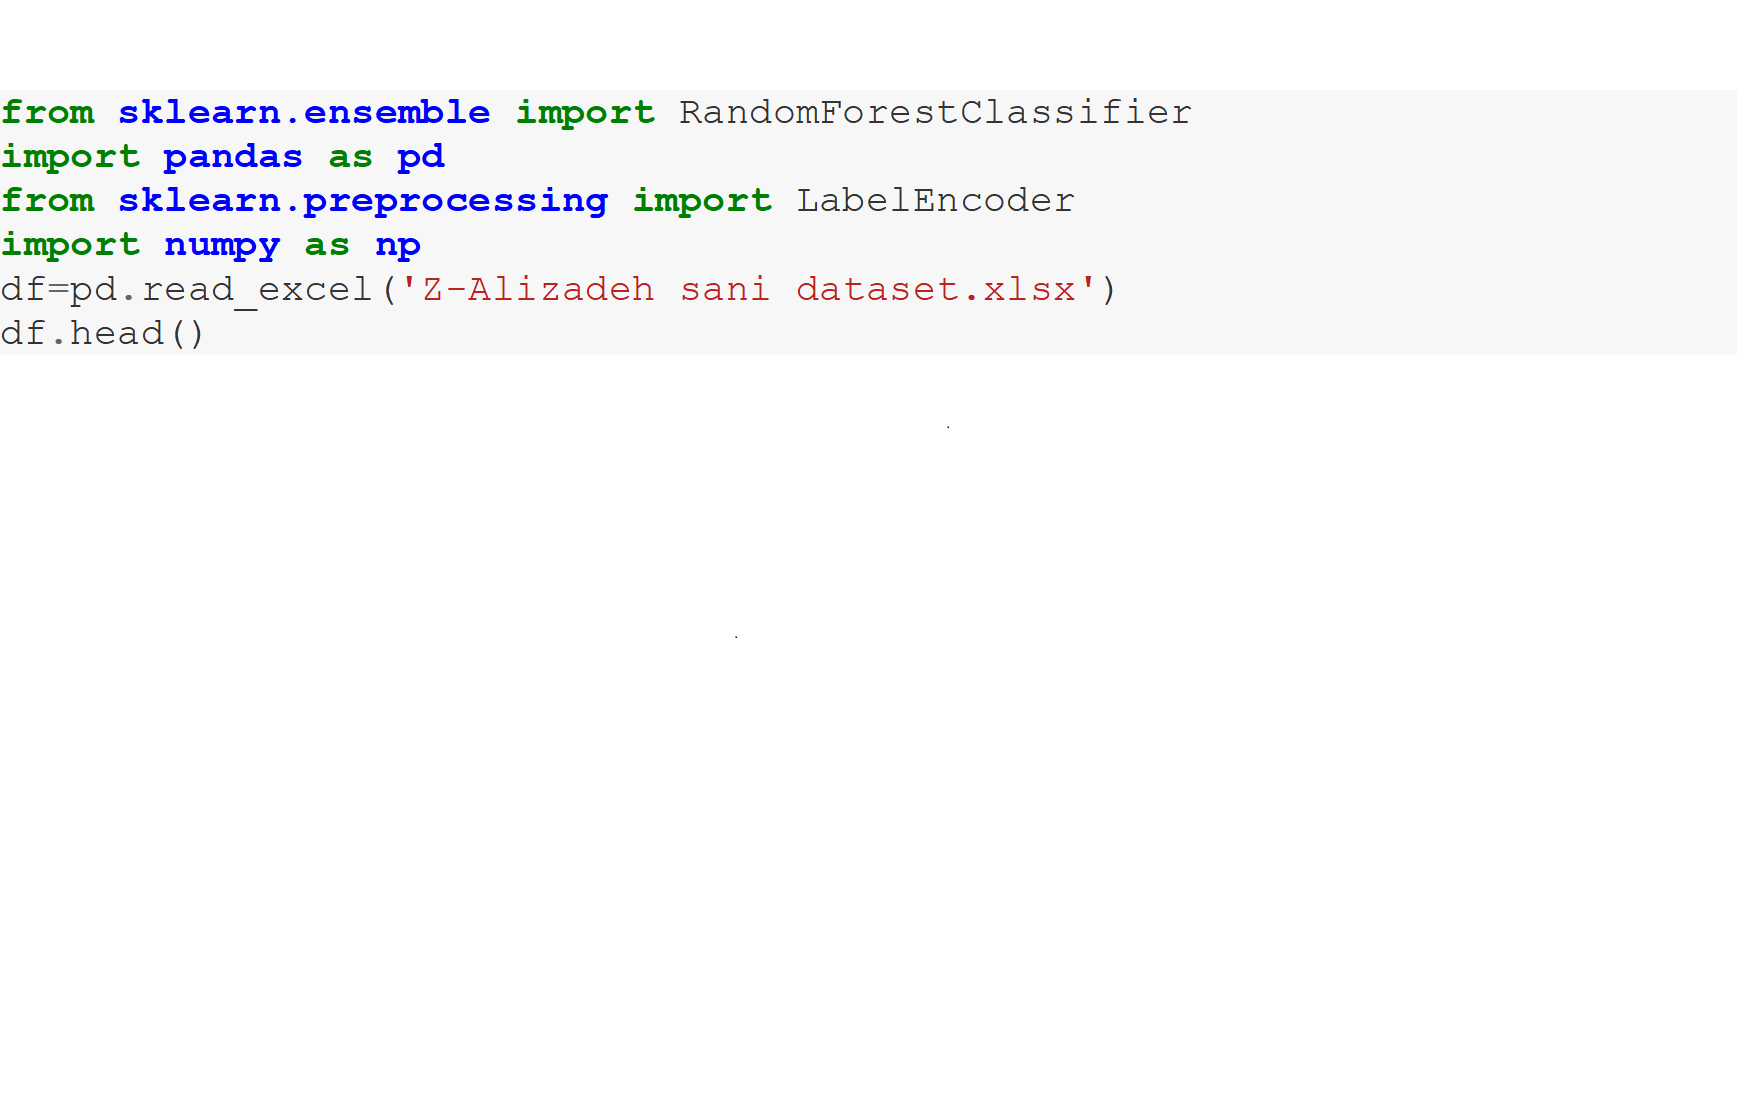 from sklearn.ensemble import RandomForestClassifier
import pandas as pd
from sklearn.preprocessing import LabelEncoder
import numpy as np
df=pd.read_excel('Z-Alizadeh sani dataset.xlsx')
df.head()